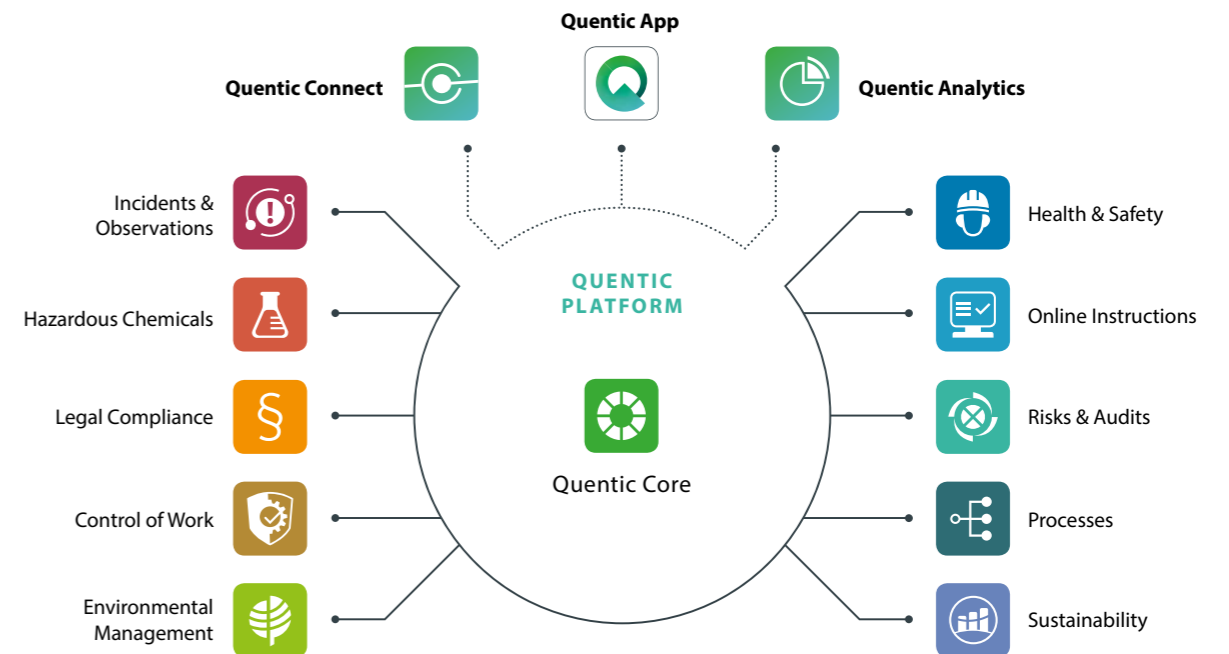 Quentic App
Quentic Connect
Quentic Analytics
Incidents &
Observations
Health & Safety
QUENTIC
PLATFORM
Hazardous Chemicals
Online Instructions
Legal Compliance
§
Risks & Audits
Quentic Core
Control of Work
Processes
Environmental
Management
Sustainability